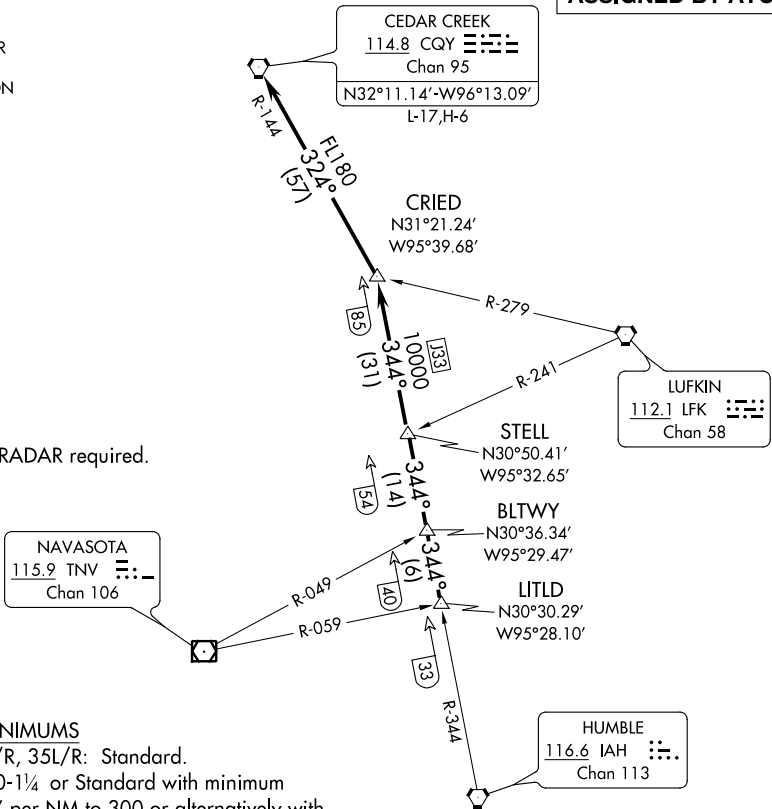 ASSIGNED BY ATC
CEDAR CREEK
114.8 CQY
Chan 95
N32°11.14'-W96°13.09'
L-17,H-6
R
ON
R-144
FL180
324°
(57)
CRIED
N31°21.24'
W95°39.68'
R-279
85
10000
J33
344°
(31)
R-241
LUFKIN
112.1 LFK
Chan 58
STELL
N30°50.41'
W95°32.65'
RADAR required.
54
344°
(14)
BLTWY
N30°36.34'
W95°29.47'
NAVASOTA
115.9 TNV
Chan 106
R-049
40
344°
(6)
LITLD
N30°30.29'
W95°28.10'
R-059
33
R-344
NIMUMS
/R, 35L/R: Standard.
0-1¼ or Standard with minimum
per NM to 300 or alternatively with
HUMBLE
116.6 IAH
Chan 113